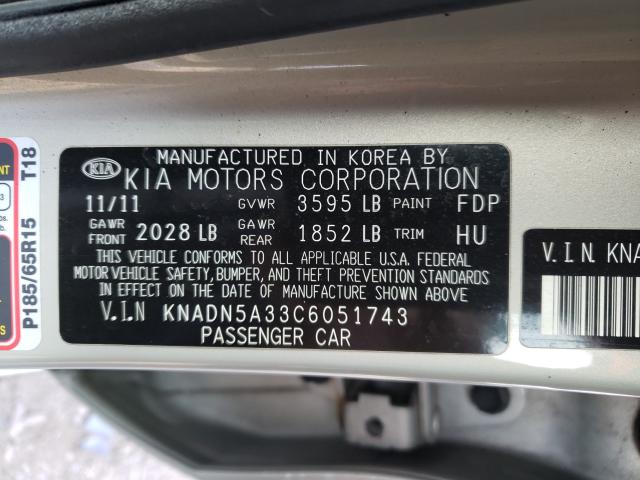 MANUFACTURED IN KOREA BY
KIA KIA MOTORS CORPORATION
11/11 GVWR 3595 LB PAINT FDP
GAWR FRONT 2028 LB GAWR REAR 1852 LB TRIM HU
THIS VEHICLE CONFORMS TO ALL APPLICABLE U.S.A. FEDERAL
MOTOR VEHICLE SAFETY, BUMPER, AND THEFT PREVENTION STANDARDS
IN EFFECT ON THE DATE OF MANUFACTURE SHOWN ABOVE
V.I.N KNADN5A33C6051743
PASSENGER CAR
P185/65R15 T18
V.I.N. KNA